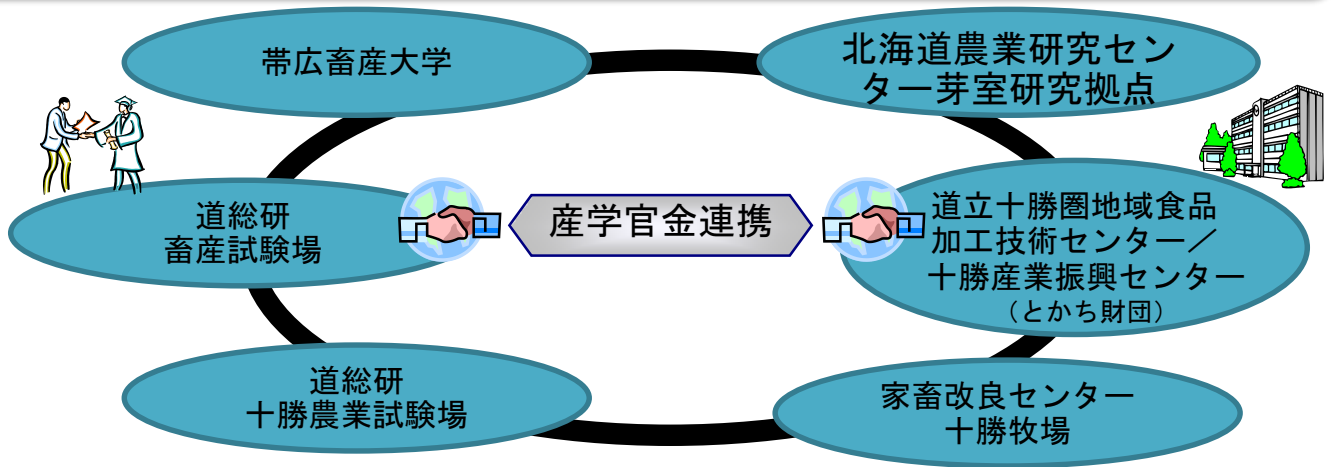 帯広畜産大学
北海道農業研究セン
ター芽室研究拠点
道総研
畜産試験場
産学官金連携
道立十勝圏地域食品
加工技術センター／
十勝産業振興センター
（とかち財団）
道総研
十勝農業試験場
家畜改良センター
十勝牧場